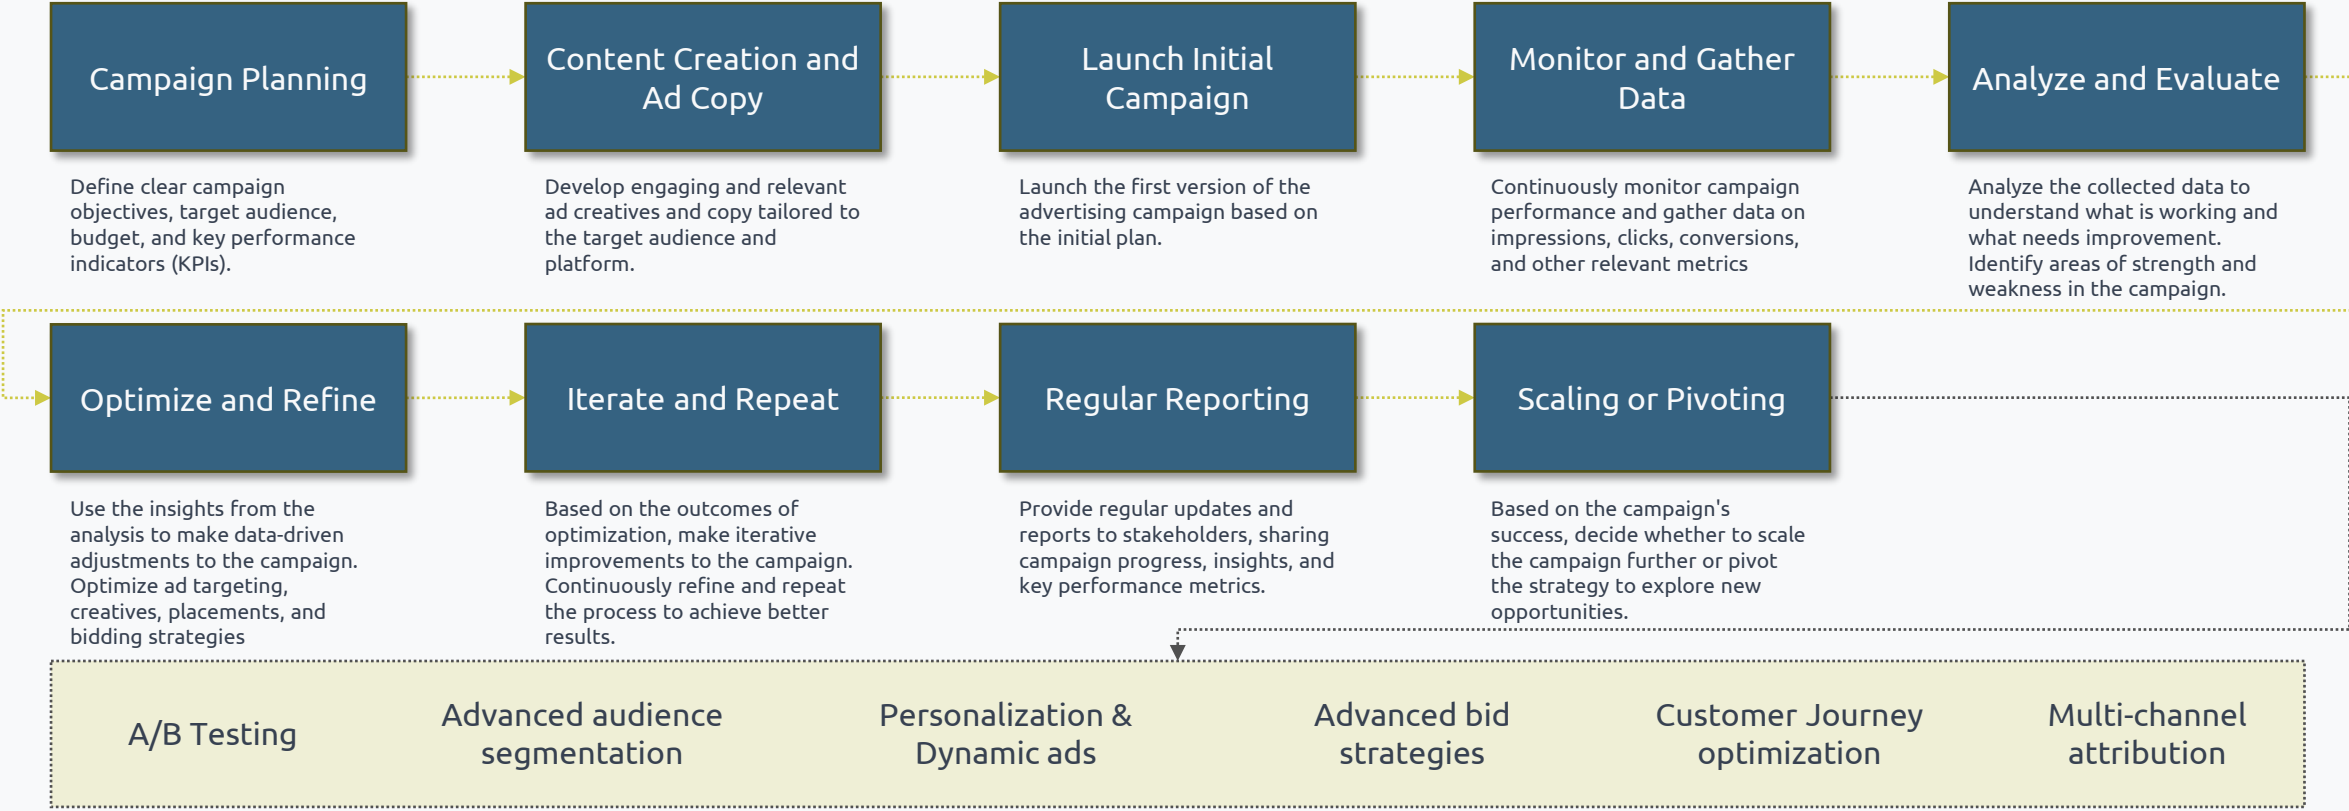 Campaign Planning
Content Creation and
Ad Copy
Launch Initial
Campaign
Monitor and Gather
Data
Analyze and Evaluate
Define clear campaign
objectives, target audience,
budget, and key performance
indicators (KPIs).
Develop engaging and relevant
ad creatives and copy tailored to
the target audience and
platform.
Launch the first version of the
advertising campaign based on
the initial plan.
Continuously monitor campaign
performance and gather data on
impressions, clicks, conversions,
and other relevant metrics
Analyze the collected data to
understand what is working and
what needs improvement.
Identify areas of strength and
weakness in the campaign.
Optimize and Refine
Iterate and Repeat
Regular Reporting
Scaling or Pivoting
Use the insights from the
analysis to make data-driven
adjustments to the campaign.
Optimize ad targeting,
creatives, placements, and
bidding strategies
Based on the outcomes of
optimization, make iterative
improvements to the campaign.
Continuously refine and repeat
the process to achieve better
results.
Provide regular updates and
reports to stakeholders, sharing
campaign progress, insights, and
key performance metrics.
Based on the campaign's
success, decide whether to scale
the campaign further or pivot
the strategy to explore new
opportunities.
A/B Testing
Advanced audience
segmentation
Personalization &
Dynamic ads
Advanced bid
strategies
Customer Journey
optimization
Multi-channel
attribution